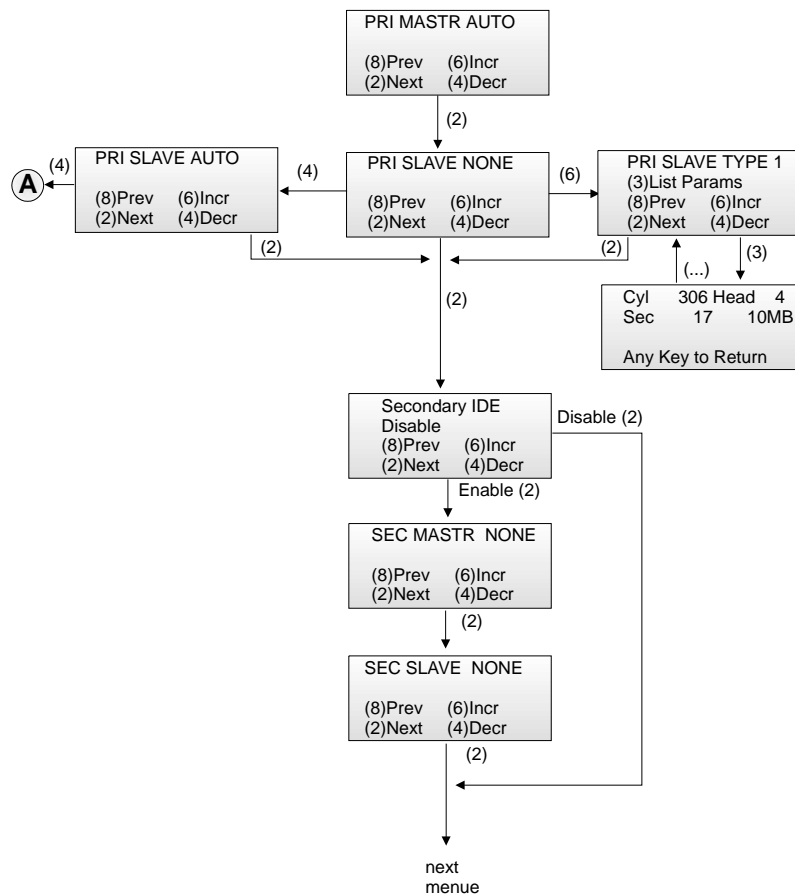 PRI MASTR AUTO
(8)Prev (6)Incr
(2)Next (4)Decr
(2)
A
(4)
PRI SLAVE AUTO
(8)Prev (6)Incr
(2)Next (4)Decr
(2)
(4)
PRI SLAVE NONE
(8)Prev (6)Incr
(2)Next (4)Decr
(6)
PRI SLAVE TYPE 1
(3)List Params
(8)Prev (6)Incr
(2)Next (4)Decr
(2)
(...)
(3)
Cyl 306 Head 4
Sec 17 10MB
Any Key to Return
(2)
Secondary IDE
Disable
(8)Prev (6)Incr
(2)Next (4)Decr
Disable (2)
Enable (2)
SEC MASTR NONE
(8)Prev (6)Incr
(2)Next (4)Decr
(2)
SEC SLAVE NONE
(8)Prev (6)Incr
(2)Next (4)Decr
(2)
next
menue